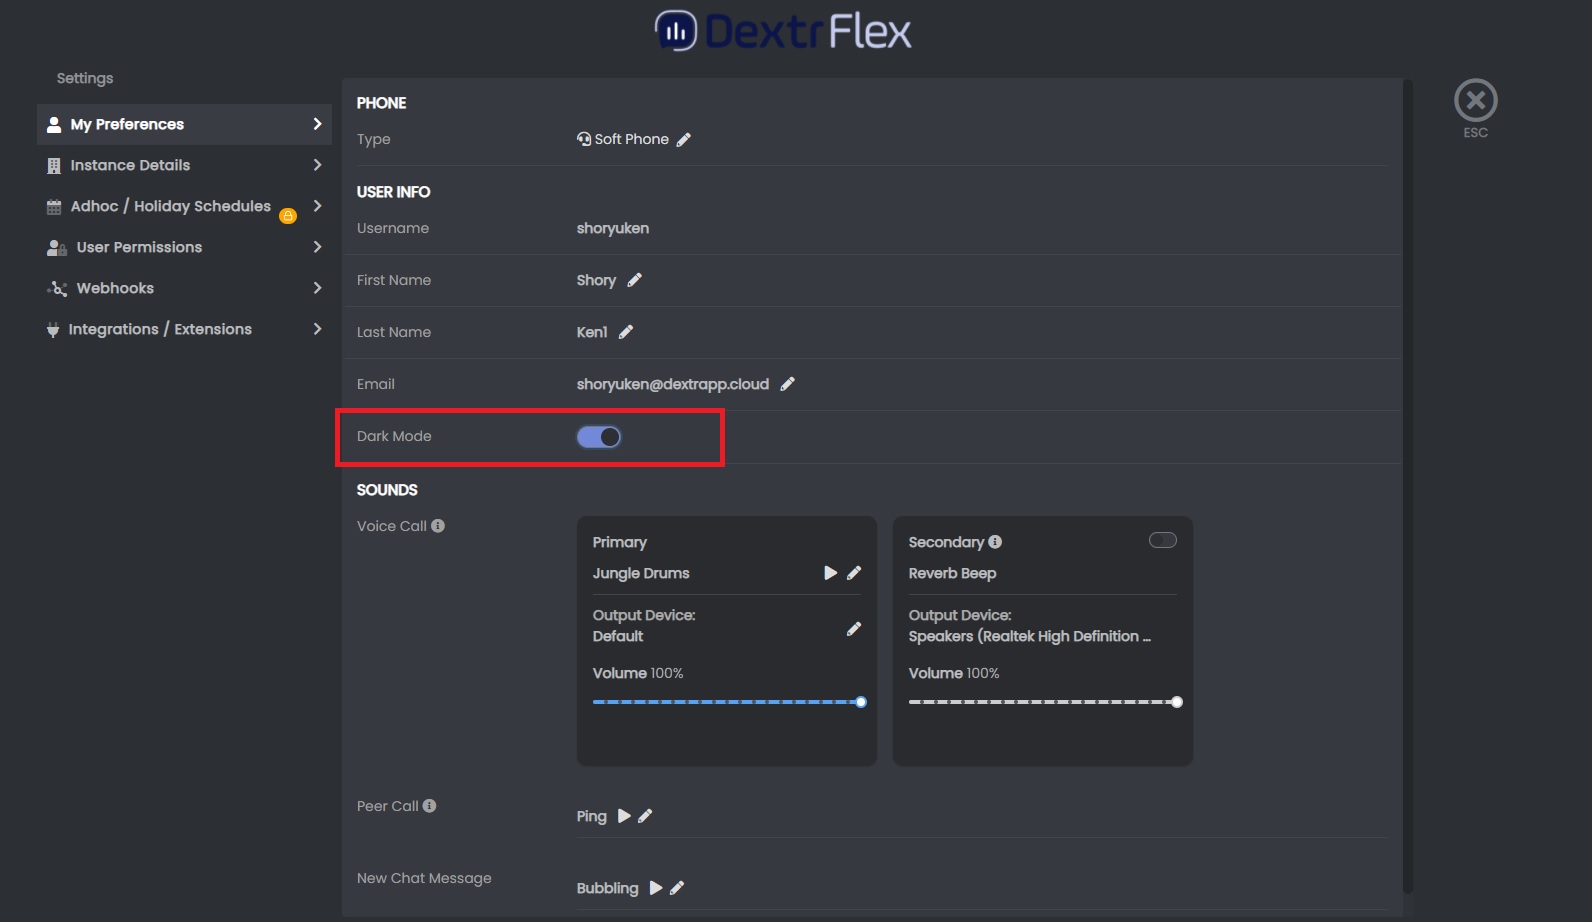 DextrFlex
Settings
My Preferences
Instance Details
Adhoc / Holiday Schedules
User Permissions
Webhooks
Integrations / Extensions
ESC
PHONE
Type Soft Phone
USER INFO
Username shoryuken
First Name Shory
Last Name Ken1
Email shoryuken@dextrapp.cloud
Dark Mode
SOUNDS
Voice Call
Primary
Jungle Drums
Output Device:
Default
Volume 100%
Secondary
Reverb Beep
Output Device:
Speakers (Realtek High Definition ...
Volume 100%
Peer Call
Ping
New Chat Message
Bubbling